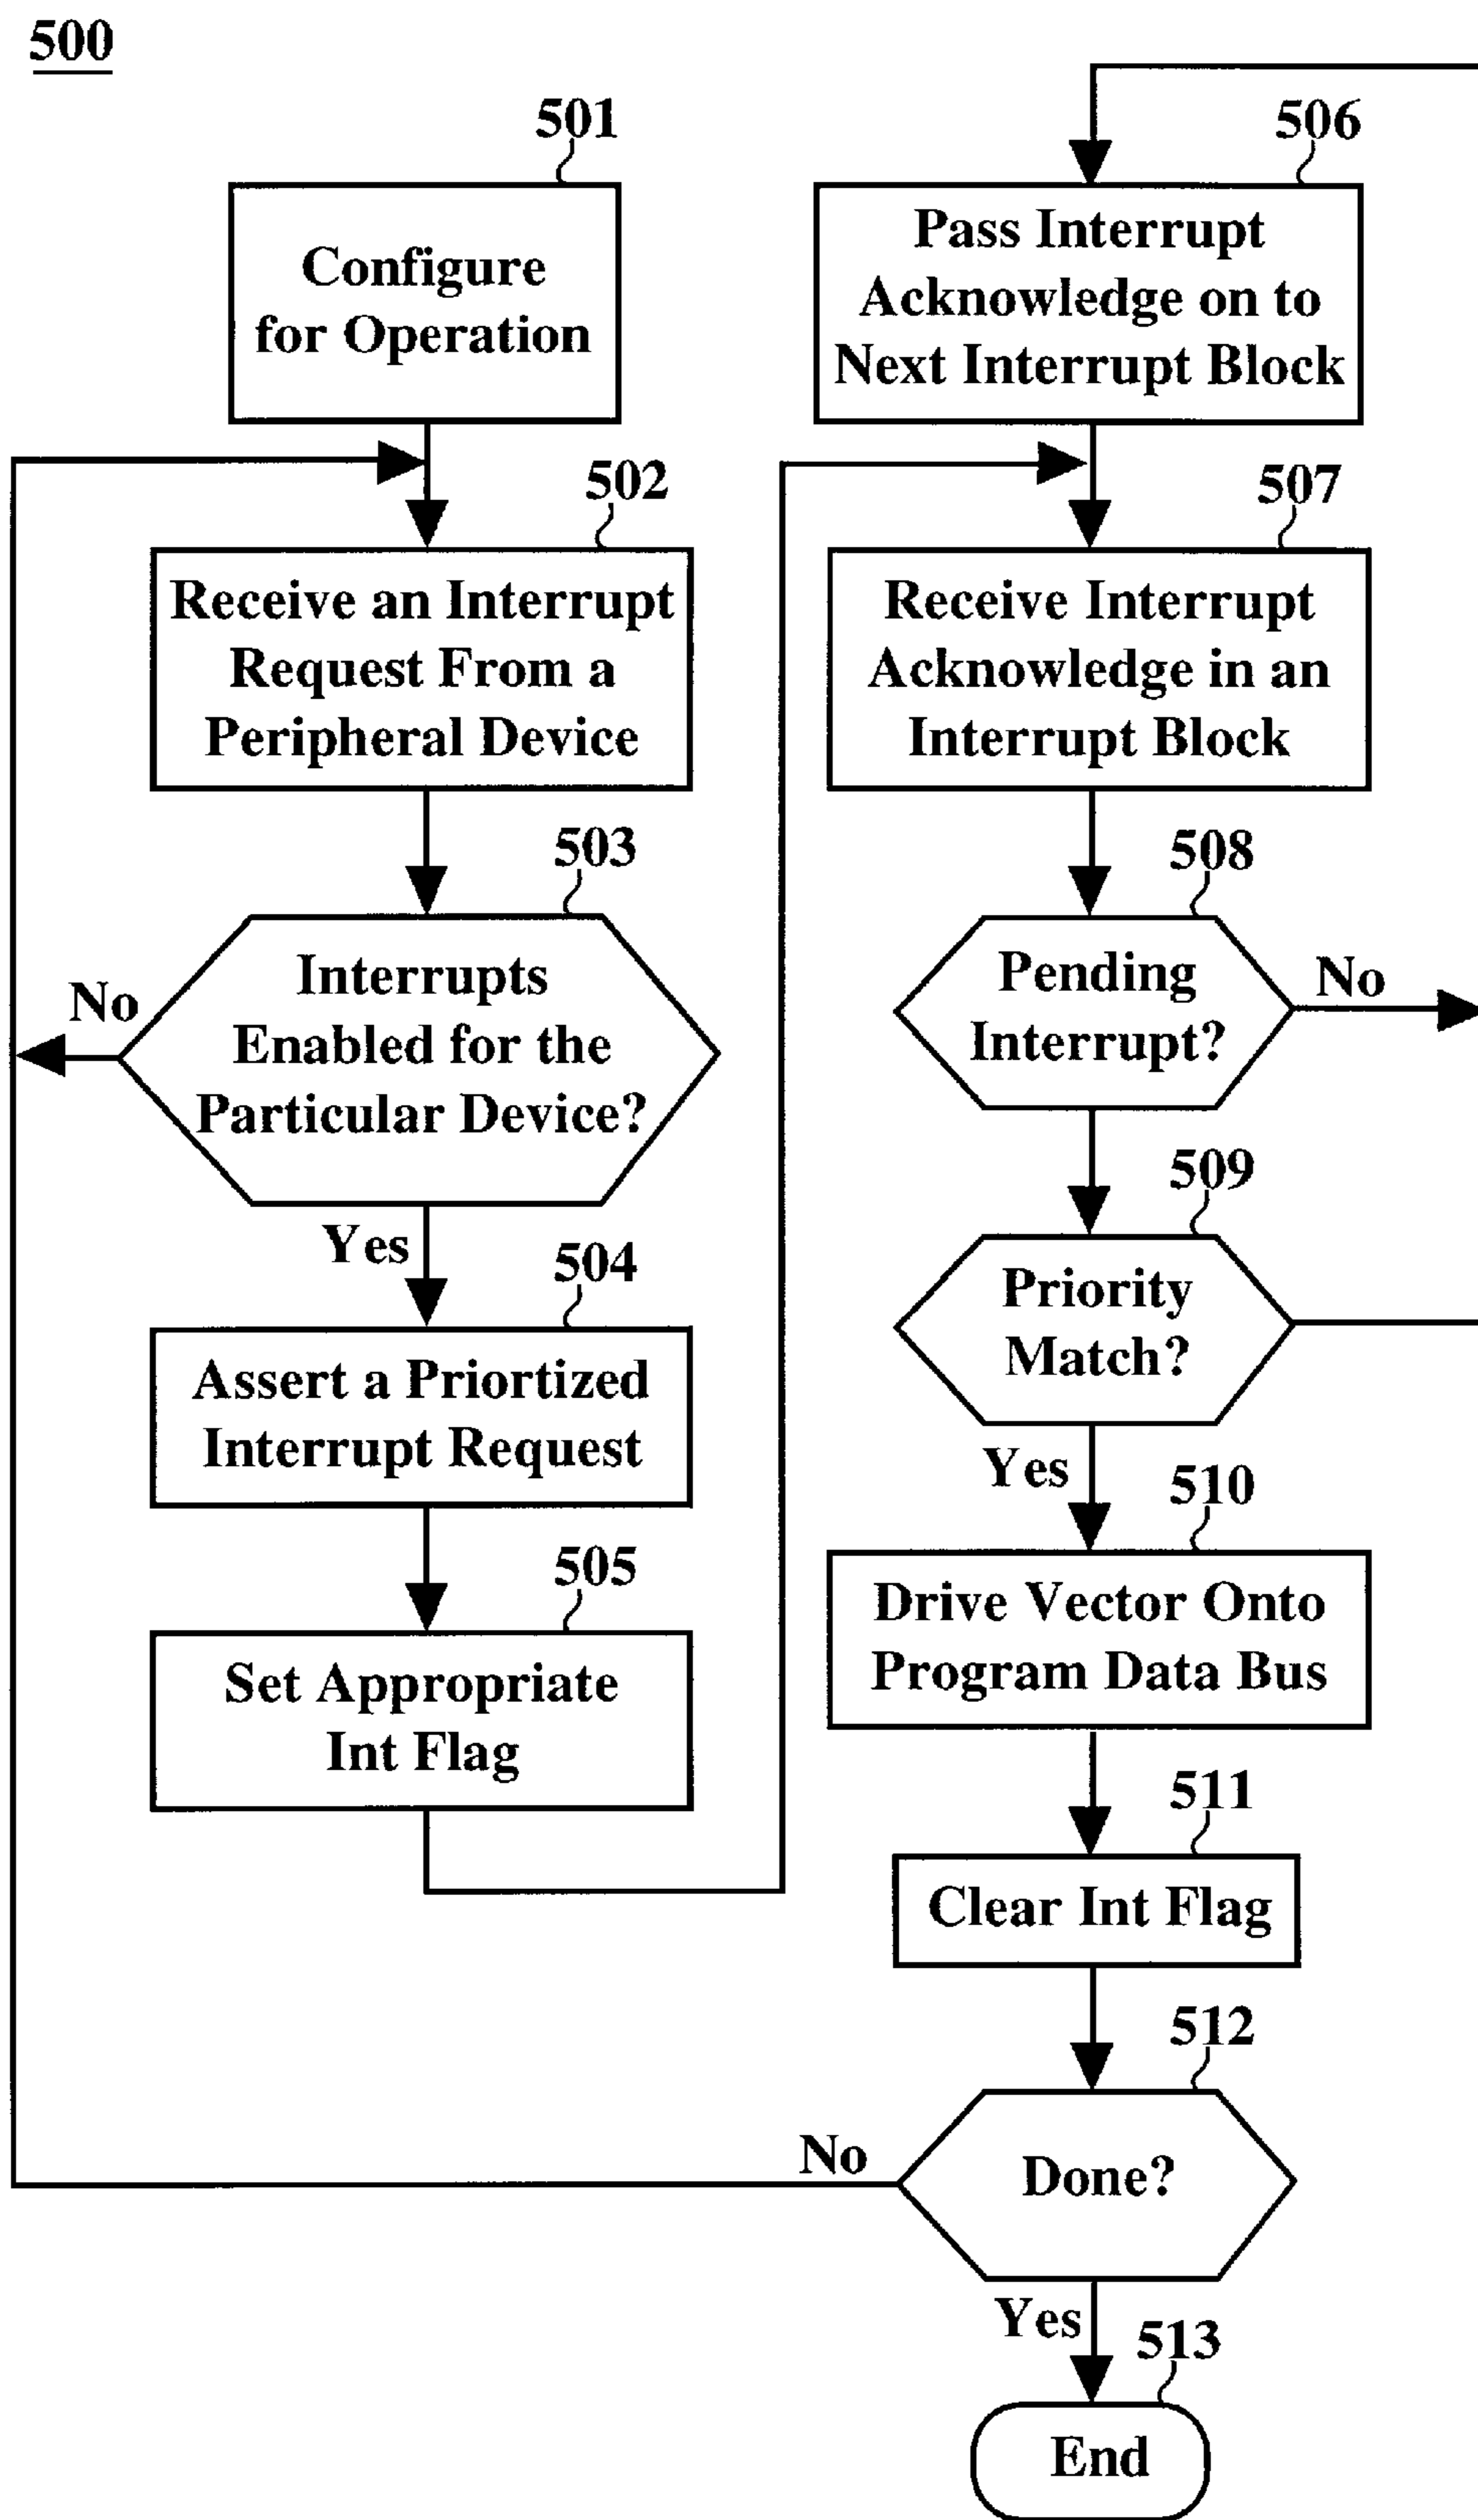 500
501
Configure
for Operation
502
Receive an Interrupt
Request From a
Peripheral Device
503
Interrupts
Enabled for the
Particular Device?
No
Yes
504
Assert a Priortized
Interrupt Request
505
Set Appropriate
Int Flag
506
Pass Interrupt
Acknowledge on to
Next Interrupt Block
507
Receive Interrupt
Acknowledge in an
Interrupt Block
508
Pending
Interrupt?
No
509
Priority
Match?
Yes
510
Drive Vector Onto
Program Data Bus
511
Clear Int Flag
512
Done?
No
Yes
513
End